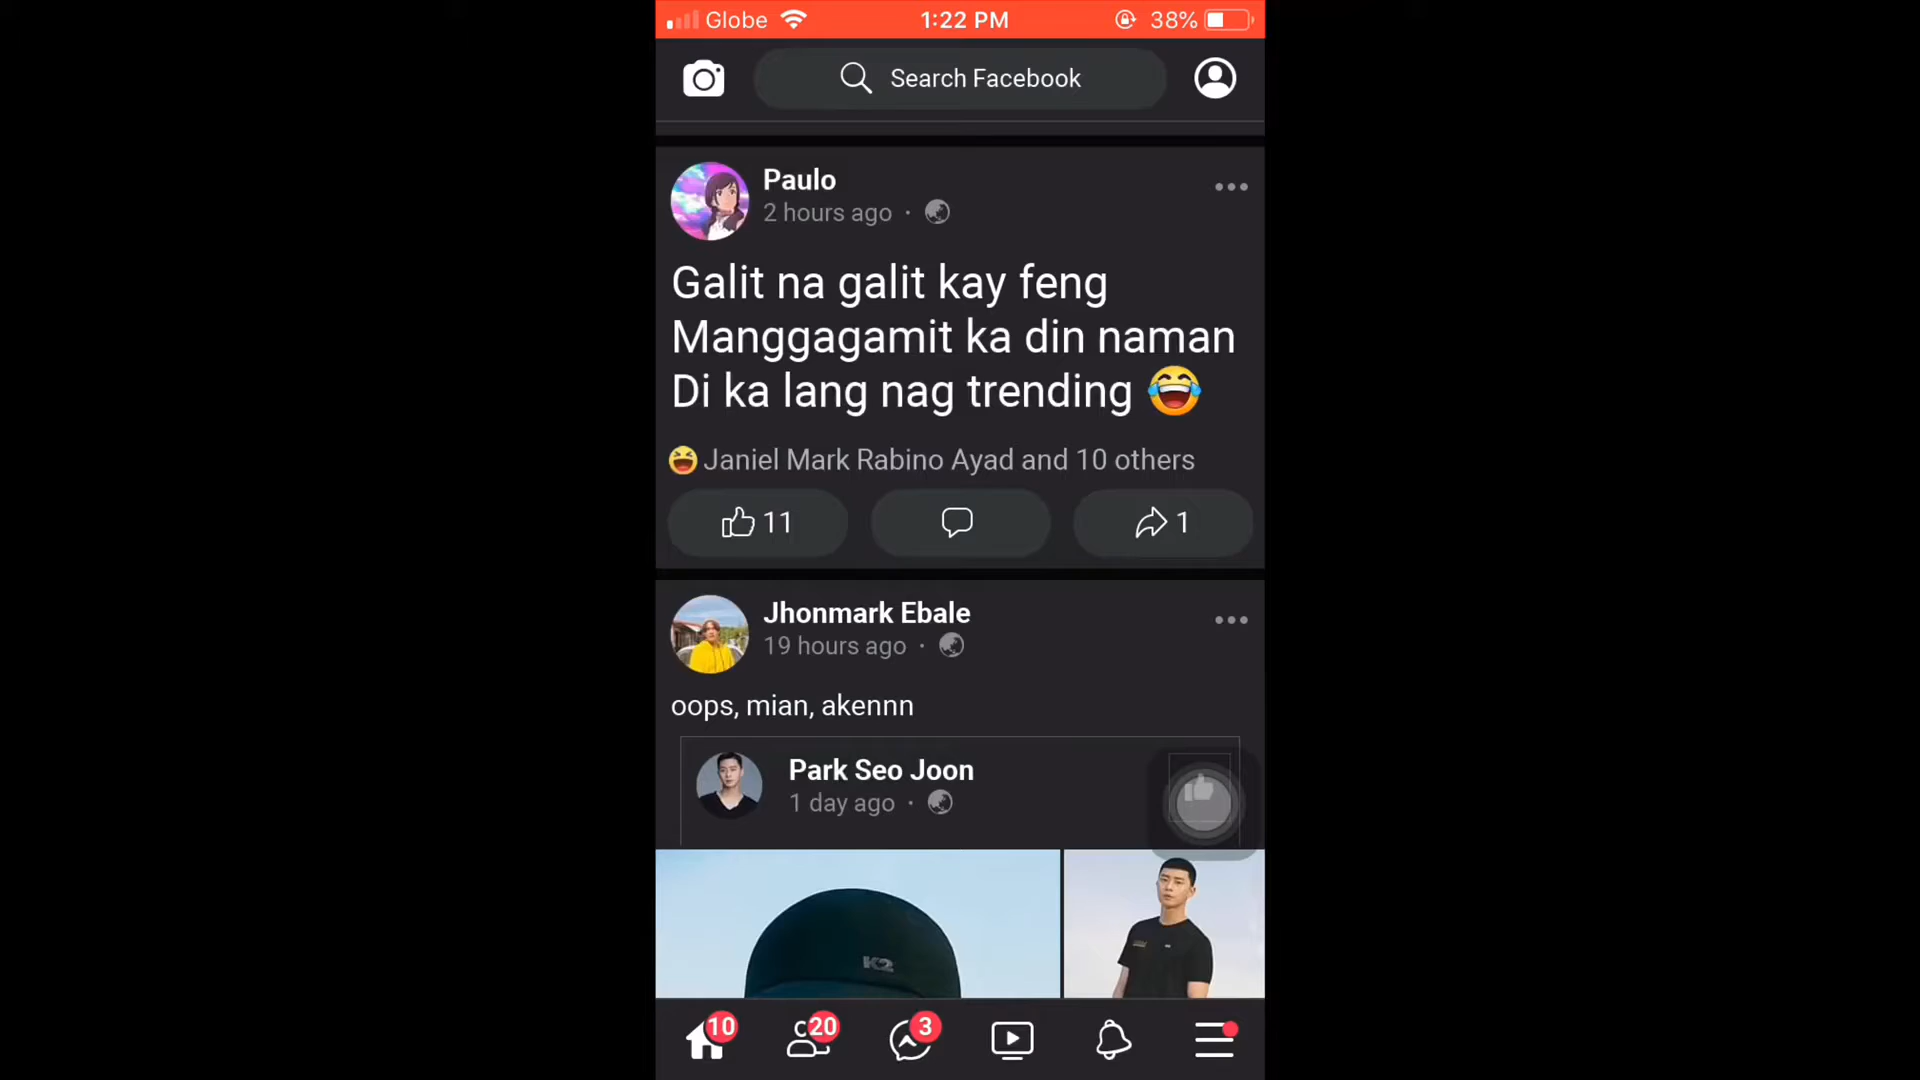 Globe 1:22 PM 38%
Search Facebook
Paulo
2 hours ago ·
Galit na galit kay feng
Manggagamit ka din naman
Di ka lang nag trending 😂
Janiel Mark Rabino Ayad and 10 others
11 1
Jhonmark Ebale
19 hours ago ·
oops, mian, akennn
Park Seo Joon
1 day ago ·
K2
10 20 3